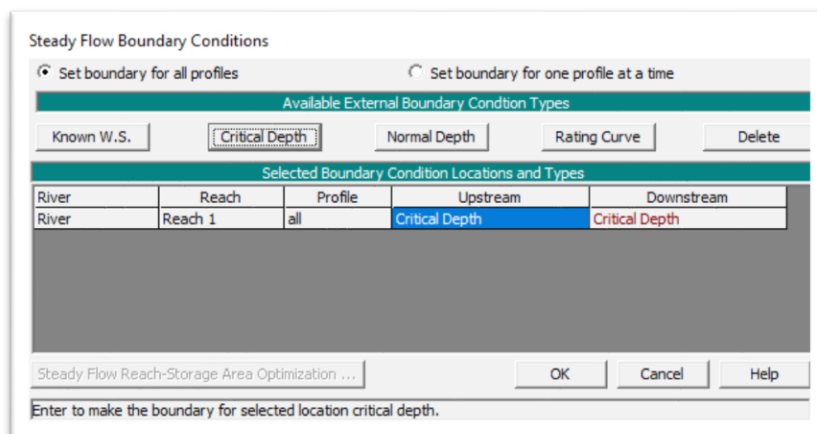 Steady Flow Boundary Conditions
Set boundary for all profiles Set boundary for one profile at a time
Available External Boundary Condtion Types
Known W.S. Critical Depth Normal Depth Rating Curve Delete
Selected Boundary Condition Locations and Types
River Reach Profile Upstream Downstream
River Reach 1 all Critical Depth Critical Depth
Steady Flow Reach-Storage Area Optimization ... OK Cancel Help
Enter to make the boundary for selected location critical depth.